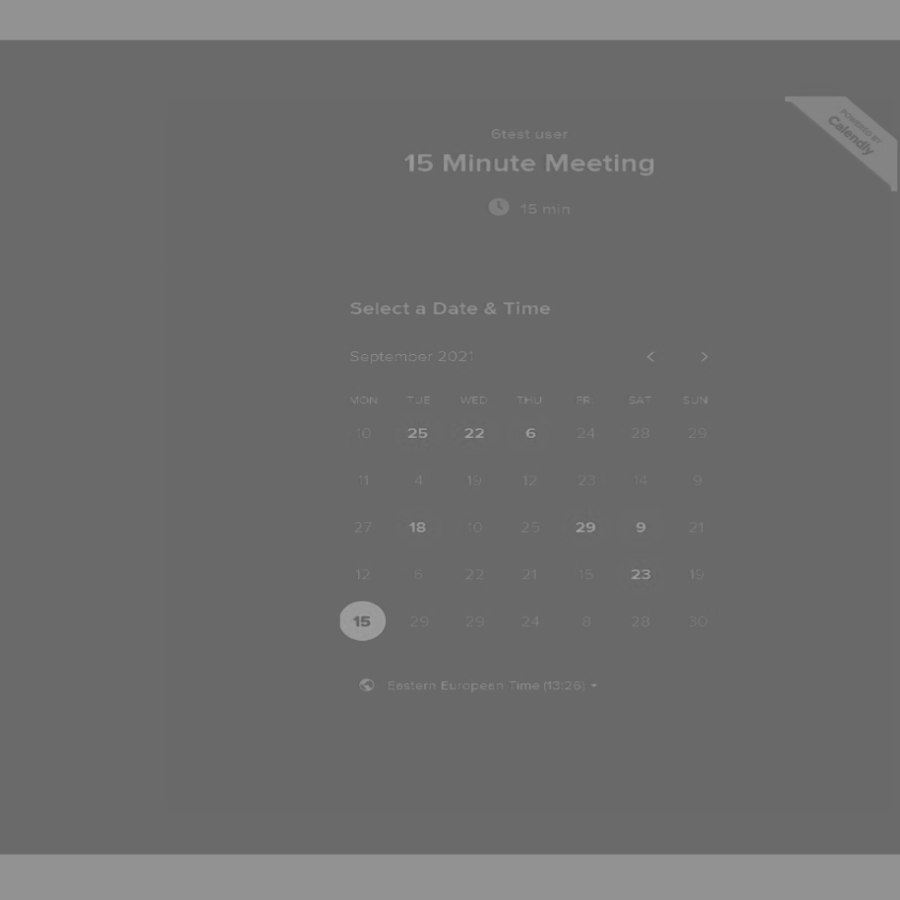 POWERED BY
Calendly
6test user
15 Minute Meeting
15 min
Select a Date & Time
September 2021
MON TUE WED THU FR SAT SUN
10 25 22 6 24 28 29
11 4 19 12 23 14 9
27 18 10 25 29 9 21
12 6 22 21 15 23 19
15 29 29 24 8 28 30
Eastern European Time (13:26)